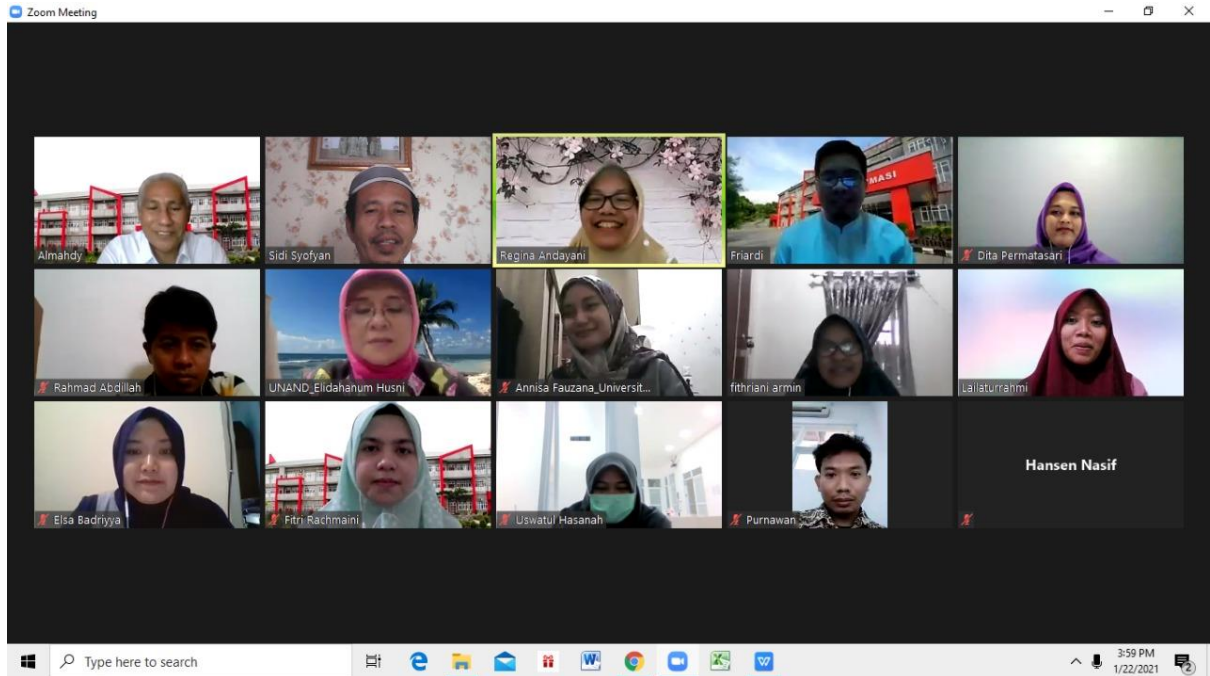 Zoom Meeting
Almahdy
Sidi Syofyan
Regina Andayani
MASI
Friardi
Dita Permatasari
Rahmad Abdillah
UNAND_Elidahanum Husni
Annisa Fauzana_Universit...
fithriani armin
Lailaturrahmi
Elsa Badriyya
Fitri Rachmaini
Uswatul Hasanah
Purnawan
Hansen Nasif
Type here to search
3:59 PM
1/22/2021
2